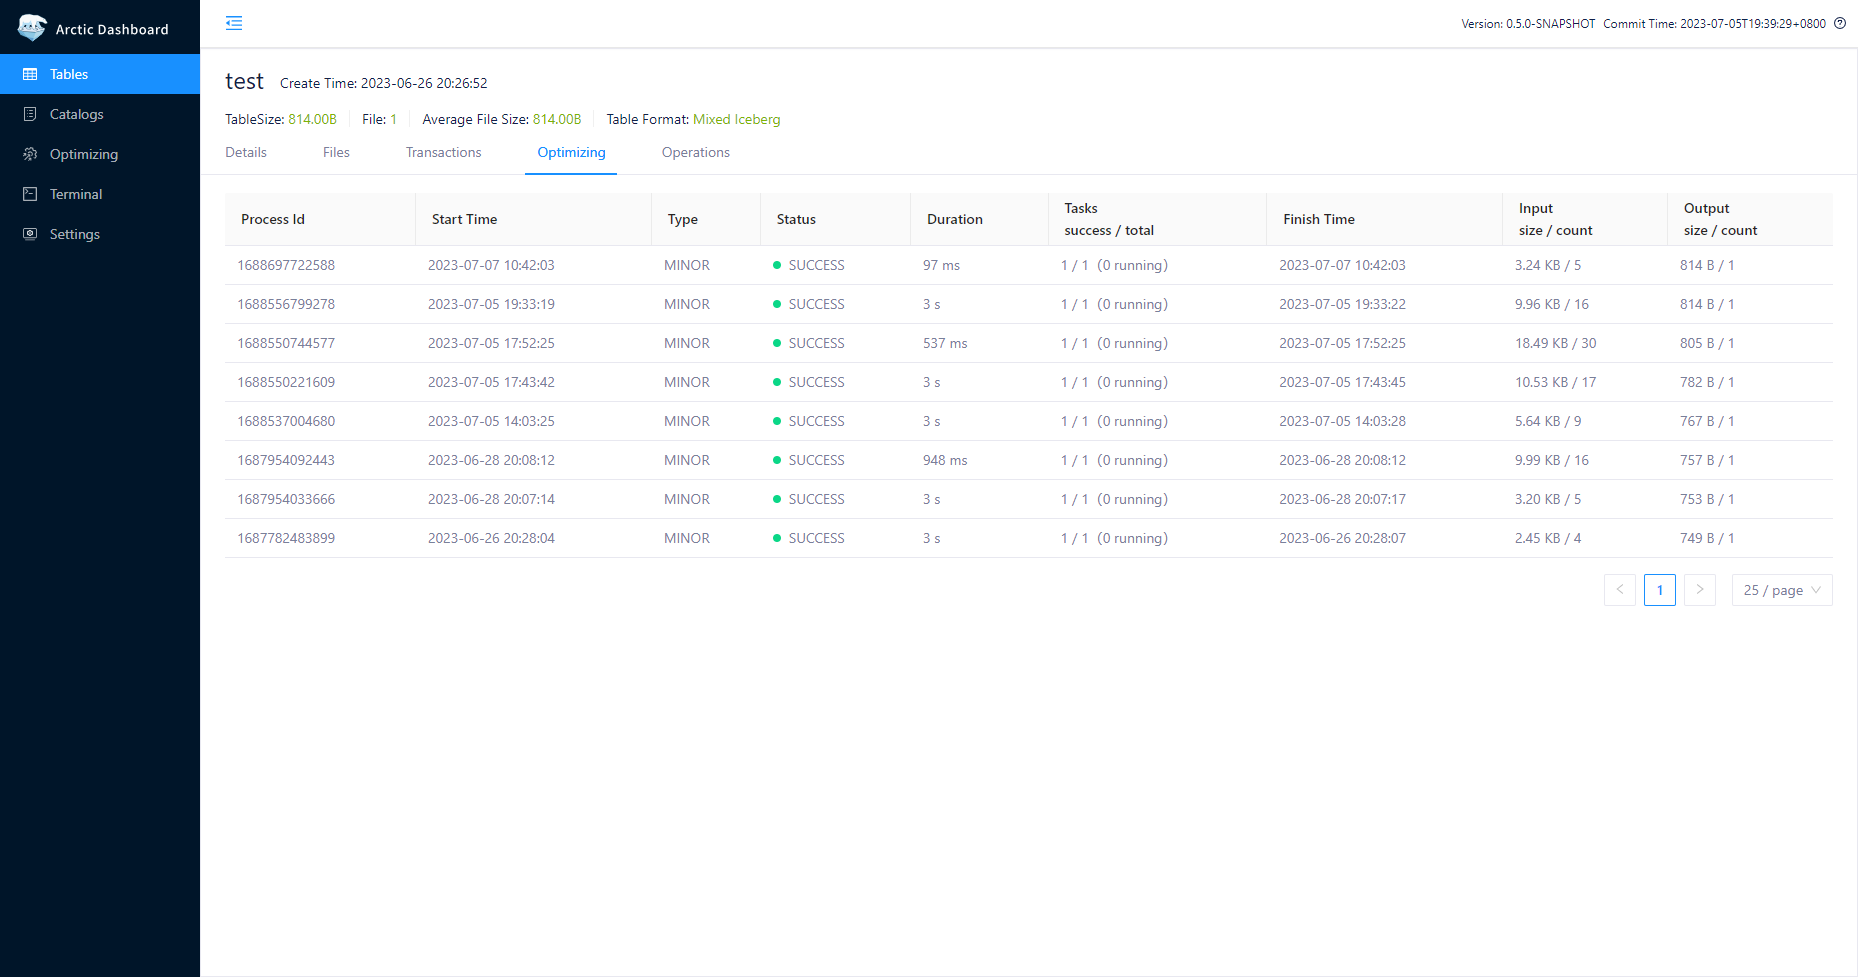 Arctic Dashboard
Version: 0.5.0-SNAPSHOT Commit Time: 2023-07-05T19:39:29+0800
Tables
Catalogs
Optimizing
Terminal
Settings
test Create Time: 2023-06-26 20:26:52
TableSize: 814.00B File: 1 Average File Size: 814.00B Table Format: Mixed Iceberg
Details Files Transactions Optimizing Operations
Process Id Start Time Type Status Duration Tasks success / total Finish Time Input size / count Output size / count
1688697722588 2023-07-07 10:42:03 MINOR SUCCESS 97 ms 1 / 1 (0 running) 2023-07-07 10:42:03 3.24 KB / 5 814 B / 1
1688556799278 2023-07-05 19:33:19 MINOR SUCCESS 3 s 1 / 1 (0 running) 2023-07-05 19:33:22 9.96 KB / 16 814 B / 1
1688550744577 2023-07-05 17:52:25 MINOR SUCCESS 537 ms 1 / 1 (0 running) 2023-07-05 17:52:25 18.49 KB / 30 805 B / 1
1688550221609 2023-07-05 17:43:42 MINOR SUCCESS 3 s 1 / 1 (0 running) 2023-07-05 17:43:45 10.53 KB / 17 782 B / 1
1688537004680 2023-07-05 14:03:25 MINOR SUCCESS 3 s 1 / 1 (0 running) 2023-07-05 14:03:28 5.64 KB / 9 767 B / 1
1687954092443 2023-06-28 20:08:12 MINOR SUCCESS 948 ms 1 / 1 (0 running) 2023-06-28 20:08:12 9.99 KB / 16 757 B / 1
1687954033666 2023-06-28 20:07:14 MINOR SUCCESS 3 s 1 / 1 (0 running) 2023-06-28 20:07:17 3.20 KB / 5 753 B / 1
1687782483899 2023-06-26 20:28:04 MINOR SUCCESS 3 s 1 / 1 (0 running) 2023-06-26 20:28:07 2.45 KB / 4 749 B / 1
1 25 / page